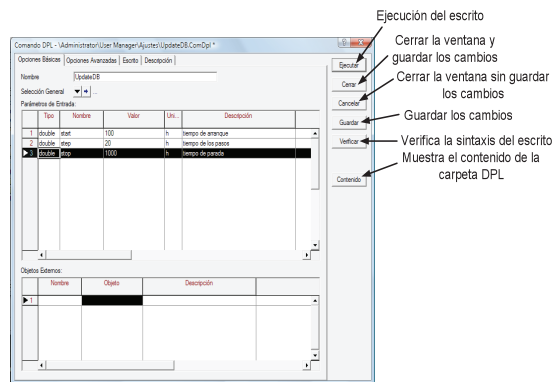 Ejecución del escrito
Comando DPL - \Administrator\User Manager\Ajustes\UpdateDB.ComDpl *
Cerrar la ventana y
guardar los cambios
Opciones Básicas Opciones Avanzadas Escrito Descripción
Ejecutar
Nombre UpdateDB
Cerrar
Cerrar la ventana sin guardar
los cambios
Selección General ...
Cancelar
Parámetros de Entrada:
Tipo Nombre Valor Uni... Descripción
Guardar
Guardar los cambios
1 double start 100 h tiempo de arranque
2 double step 20 h tiempo de los pasos
Verificar
Verifica la sintaxis del escrito
3 double stop 1000 h tiempo de parada
Muestra el contenido de la
carpeta DPL
Contenido
Objetos Externos:
Nombre Objeto Descripción
1